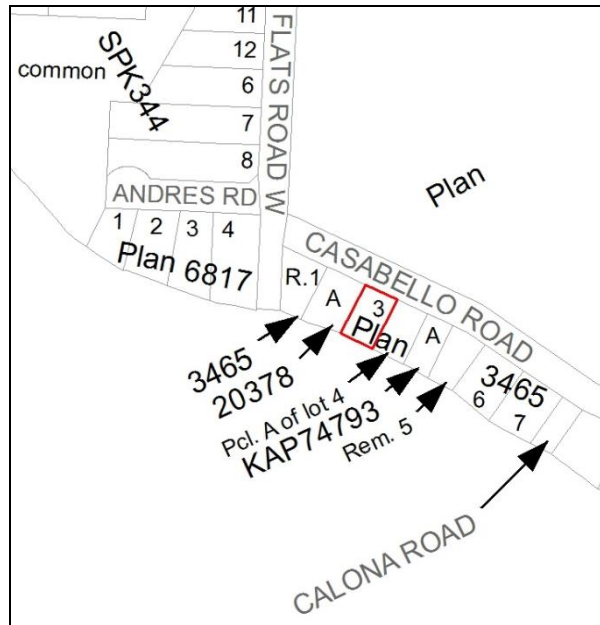 11
12
6
7
8
common
SPK344
FLATS ROAD W
ANDRES RD
1 2 3 4
Plan 6817
Plan
CASABELLO ROAD
R.1
A
3
Plan
A
3465
6
7
3465
20378
Pcl. A of lot 4
KAP74793
Rem. 5
CALONA ROAD